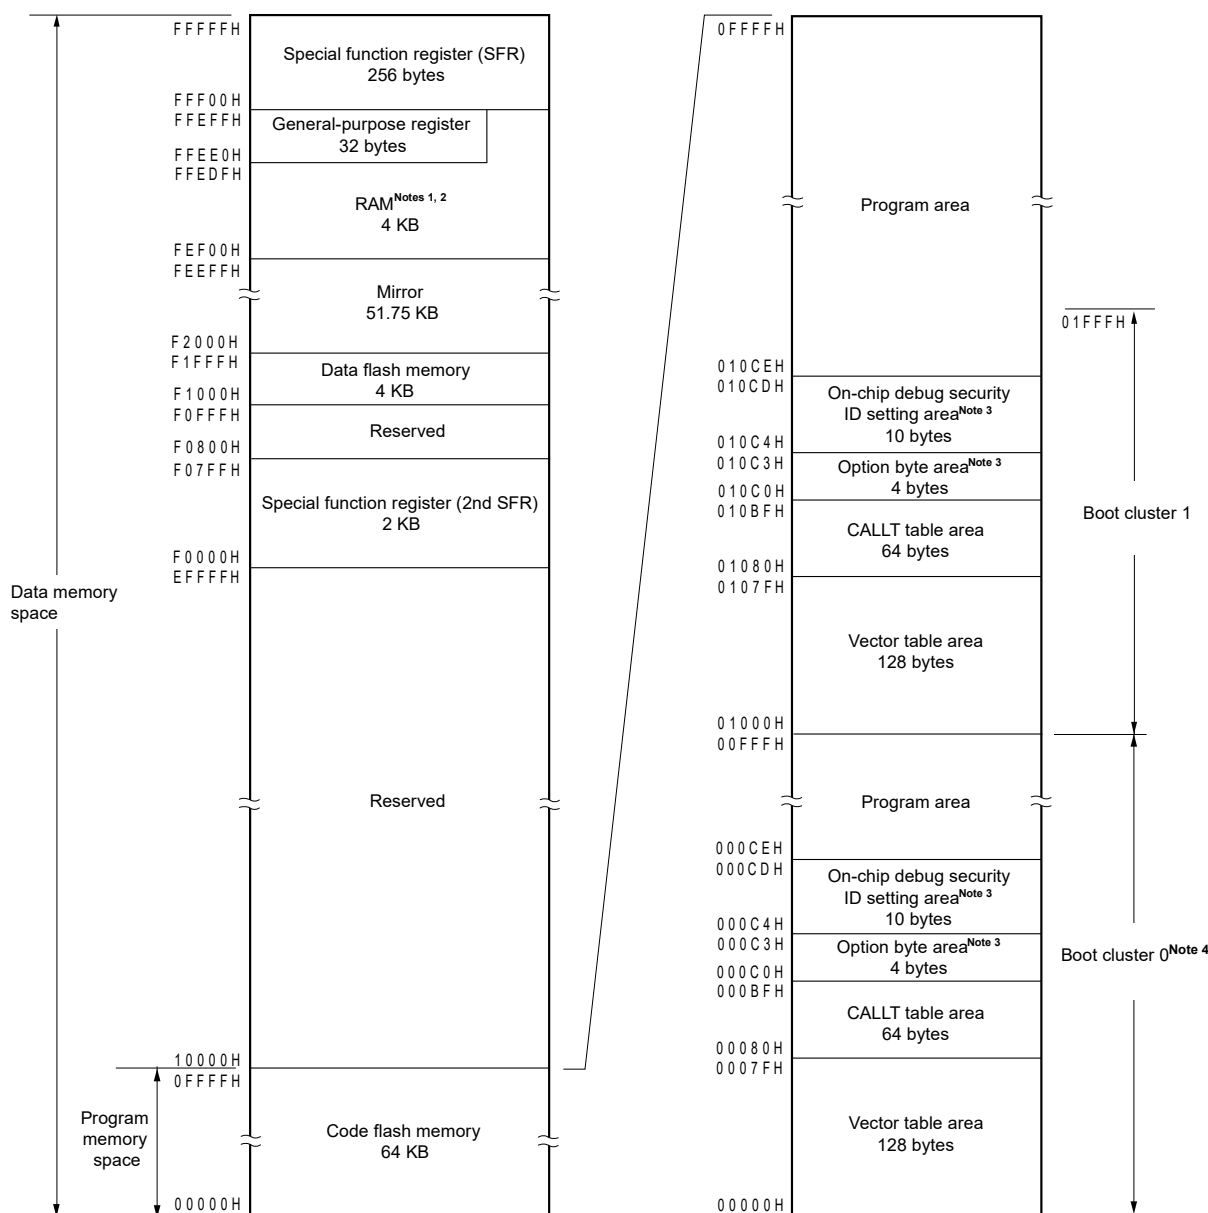 FFFFFH
Special function register (SFR)
256 bytes
FFF00H
FFEFFH
General-purpose register
32 bytes
FFEE0H
FFEDFH
RAMNotes 1, 2
4 KB
FEF00H
FEEFFH
Mirror
51.75 KB
F2000H
F1FFFH
Data flash memory
4 KB
F1000H
F0FFFH
Reserved
F0800H
F07FFH
Special function register (2nd SFR)
2 KB
F0000H
EFFFFH
Data memory
space
Reserved
10000H
0FFFFH
Program
memory
space
Code flash memory
64 KB
00000H
0FFFFH
Program area
01FFFH
010CEH
010CDH
On-chip debug security
ID setting areaNote 3
10 bytes
010C4H
010C3H
Option byte areaNote 3
4 bytes
010C0H
010BFH
CALLT table area
64 bytes
Boot cluster 1
01080H
0107FH
Vector table area
128 bytes
01000H
00FFFH
Program area
000CEH
000CDH
On-chip debug security
ID setting areaNote 3
10 bytes
000C4H
000C3H
Option byte areaNote 3
4 bytes
Boot cluster 0Note 4
000C0H
000BFH
CALLT table area
64 bytes
00080H
0007FH
Vector table area
128 bytes
00000H